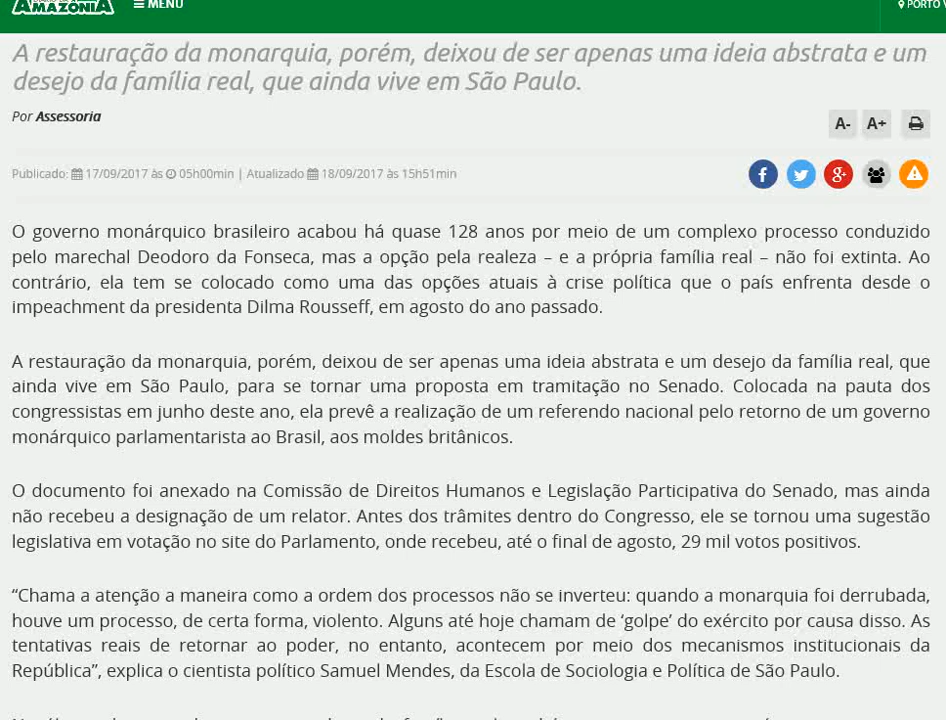 AMAZÔNIA MENU PORTO V
A restauração da monarquia, porém, deixou de ser apenas uma ideia abstrata e um
desejo da família real, que ainda vive em São Paulo.
Por Assessoria
A- A+
Publicado: 17/09/2017 às 05h00min | Atualizado 18/09/2017 às 15h51min
O governo monárquico brasileiro acabou há quase 128 anos por meio de um complexo processo conduzido
pelo marechal Deodoro da Fonseca, mas a opção pela realeza – e a própria família real – não foi extinta. Ao
contrário, ela tem se colocado como uma das opções atuais à crise política que o país enfrenta desde o
impeachment da presidenta Dilma Rousseff, em agosto do ano passado.
A restauração da monarquia, porém, deixou de ser apenas uma ideia abstrata e um desejo da família real, que
ainda vive em São Paulo, para se tornar uma proposta em tramitação no Senado. Colocada na pauta dos
congressistas em junho deste ano, ela prevê a realização de um referendo nacional pelo retorno de um governo
monárquico parlamentarista ao Brasil, aos moldes britânicos.
O documento foi anexado na Comissão de Direitos Humanos e Legislação Participativa do Senado, mas ainda
não recebeu a designação de um relator. Antes dos trâmites dentro do Congresso, ele se tornou uma sugestão
legislativa em votação no site do Parlamento, onde recebeu, até o final de agosto, 29 mil votos positivos.
“Chama a atenção a maneira como a ordem dos processos não se inverteu: quando a monarquia foi derrubada,
houve um processo, de certa forma, violento. Alguns até hoje chamam de ‘golpe’ do exército por causa disso. As
tentativas reais de retornar ao poder, no entanto, acontecem por meio dos mecanismos institucionais da
República”, explica o cientista político Samuel Mendes, da Escola de Sociologia e Política de São Paulo.